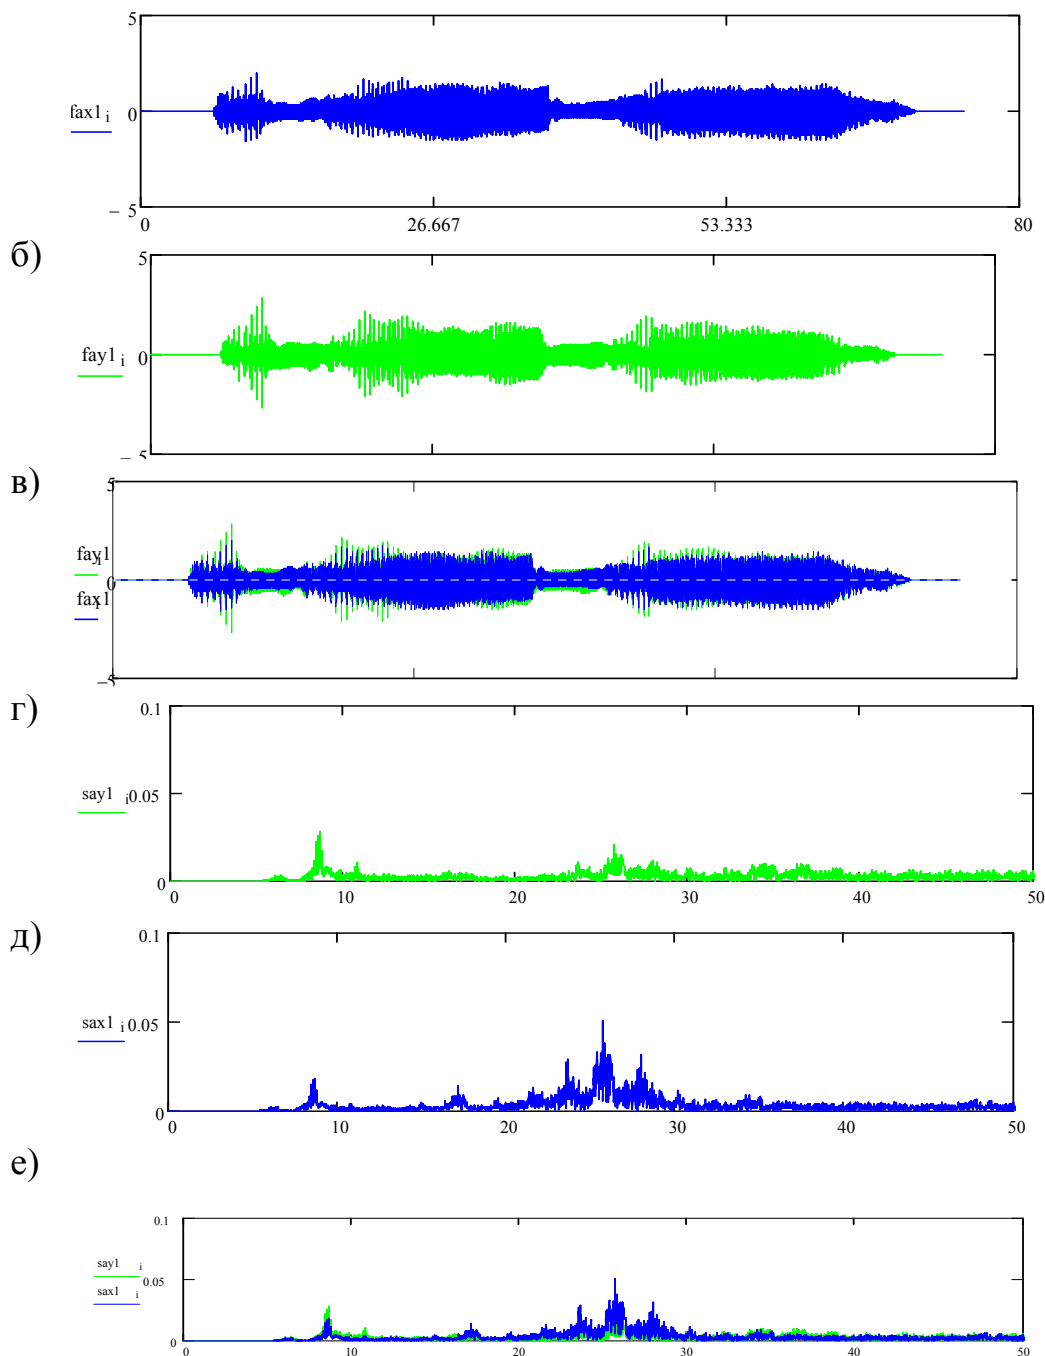 5
fax1 i
0
– 5
0 26.667 53.333 80
б)
5
fay1 i
0
– 5
в)
5
fay1
i
0
fax1
i
–5
г)
0.1
say1 i 0.05
0
0 10 20 30 40 50
д)
0.1
sax1 i 0.05
0
0 10 20 30 40 50
е)
0.1
say1 i
0.05
sax1 i
0
0 10 20 30 40 50